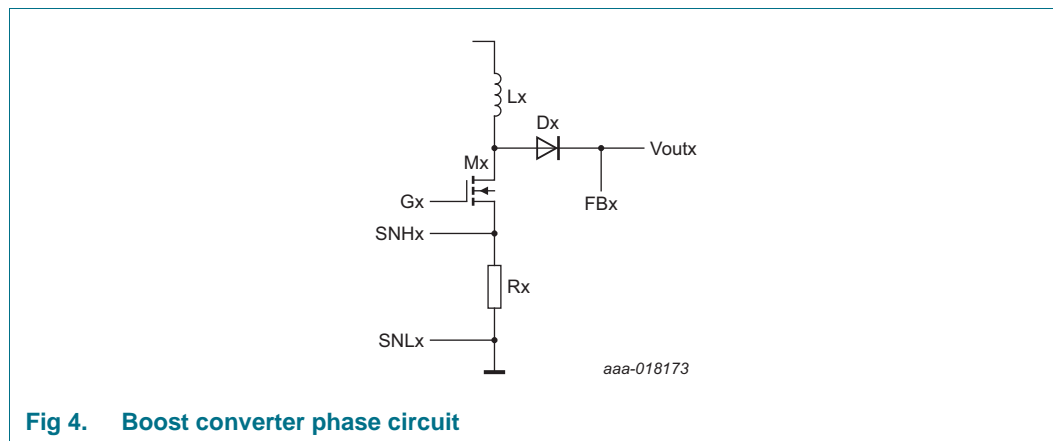 Lx
Dx
Voutx
Mx
FBx
Gx
SNHx
Rx
SNLx
aaa-018173
Fig 4. Boost converter phase circuit